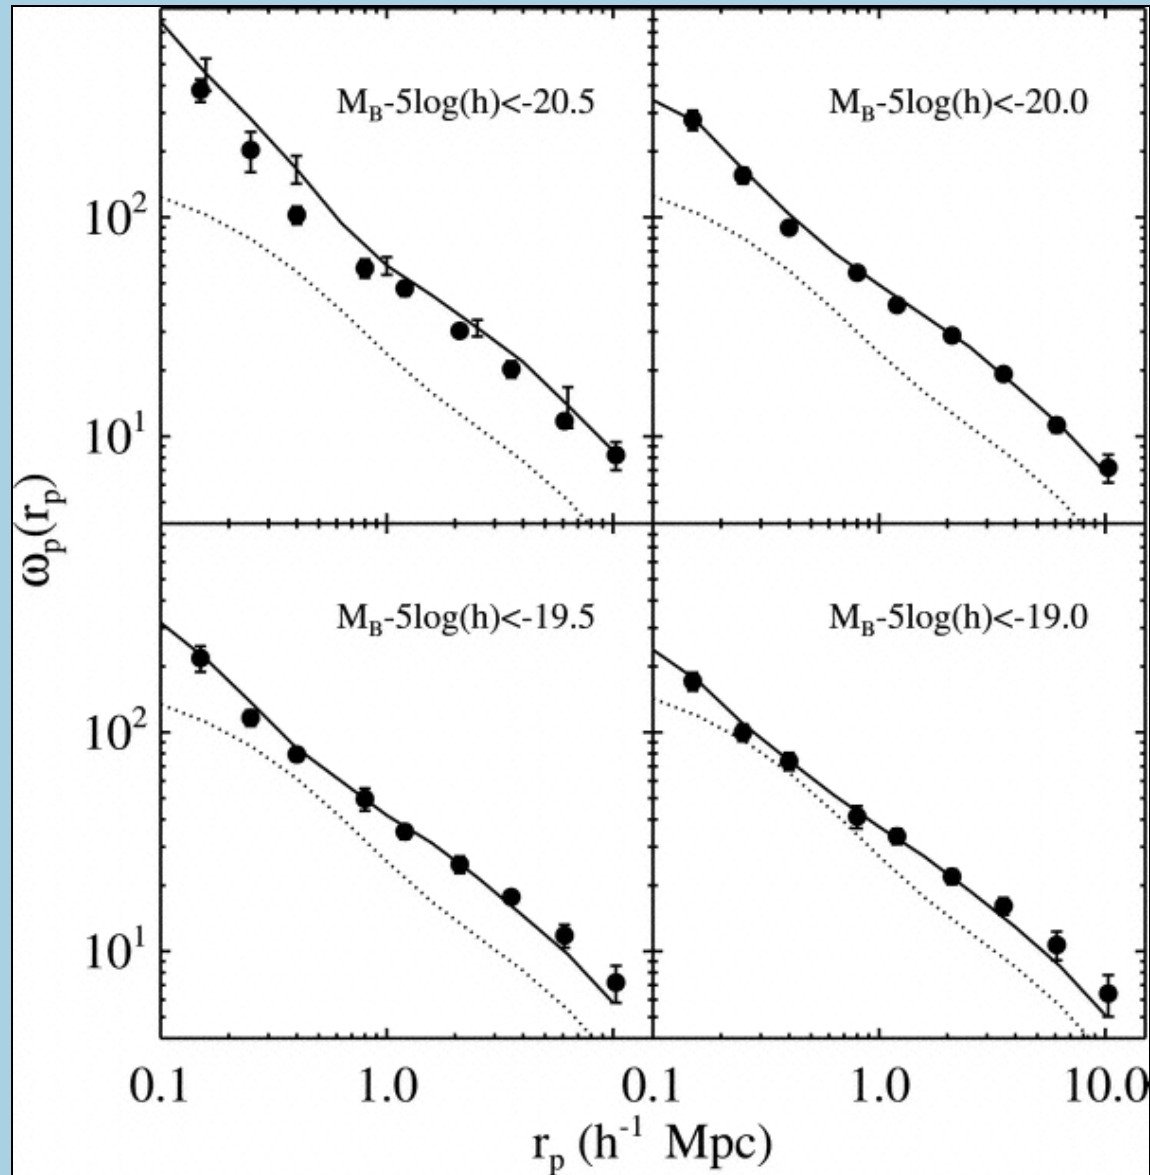 M_B-5log(h)<-20.5
M_B-5log(h)<-20.0
10^2
10^1
ω_p(r_p)
M_B-5log(h)<-19.5
M_B-5log(h)<-19.0
10^2
10^1
0.1 1.0 0.1 1.0 10.0
r_p (h^-1 Mpc)